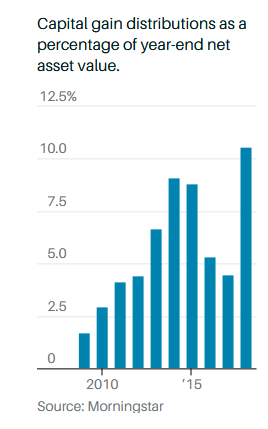 Capital gain distributions as a
percentage of year-end net
asset value.
12.5%
10.0
7.5
5.0
2.5
0
2010 ’15
Source: Morningstar